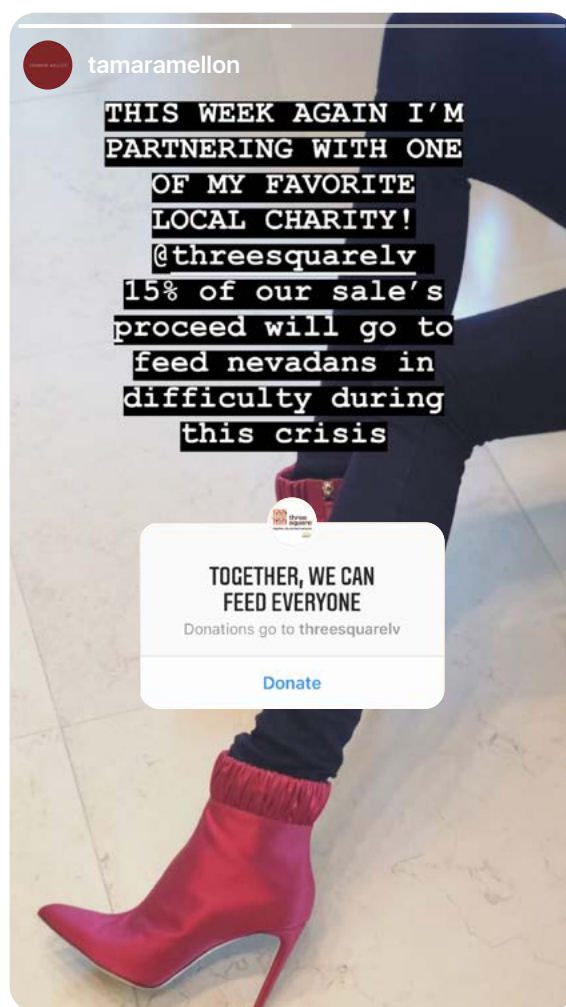 tamaramellon
THIS WEEK AGAIN I'M
PARTNERING WITH ONE
OF MY FAVORITE
LOCAL CHARITY!
@threesquarelv
15% of our sale's
proceed will go to
feed nevadans in
difficulty during
this crisis
three
square
TOGETHER, WE CAN
FEED EVERYONE
Donations go to threesquarelv
Donate